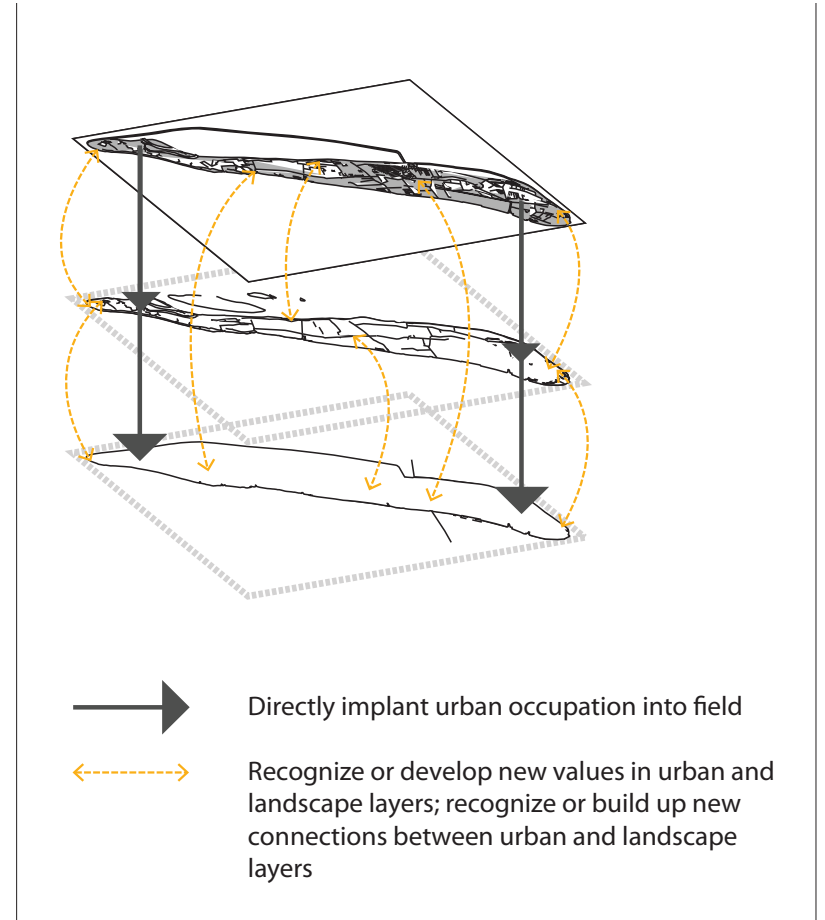 Directly implant urban occupation into field
Recognize or develop new values in urban and
landscape layers; recognize or build up new
connections between urban and landscape
layers